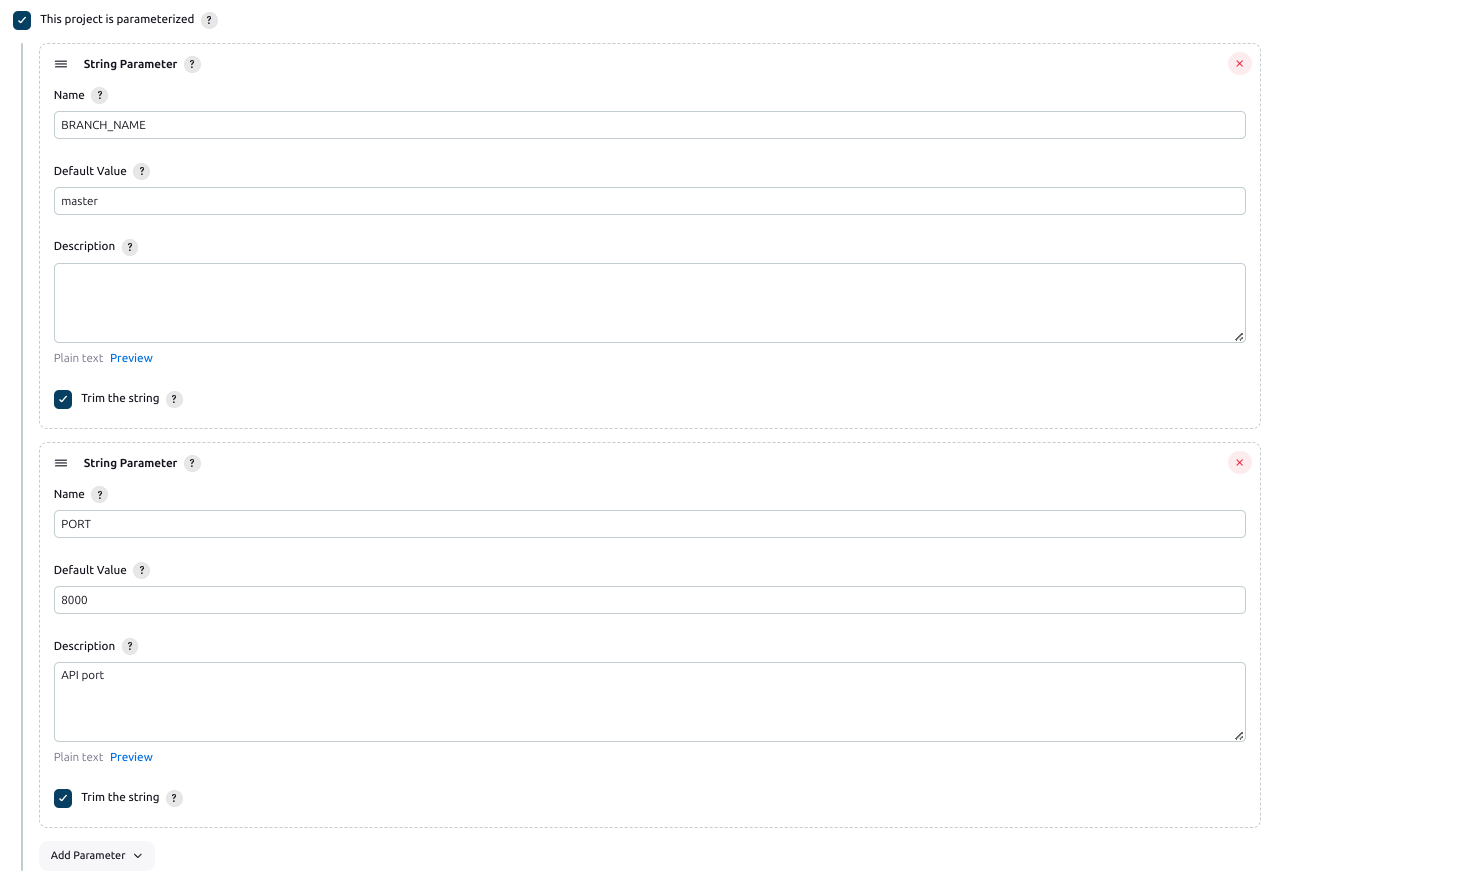 This project is parameterized ?
String Parameter ?
Name ?
BRANCH_NAME
Default Value ?
master
Description ?
Plain text Preview
Trim the string ?
String Parameter ?
Name ?
PORT
Default Value ?
8000
Description ?
API port
Plain text Preview
Trim the string ?
Add Parameter